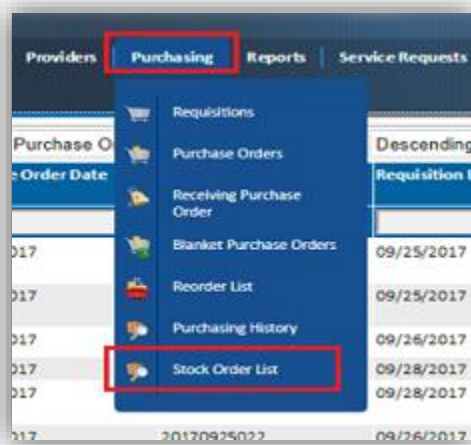 Providers Purchasing Reports Service Requests
Requisitions
Purchase O Purchase Orders Descending
e Order Date Requisition
Receiving Purchase
Order
017 Blanket Purchase Orders 09/25/2017
017 Reorder List 09/25/2017
017 Purchasing History 09/26/2017
017 Stock Order List 09/28/2017
017 09/28/2017
017 20170925022 09/26/2017